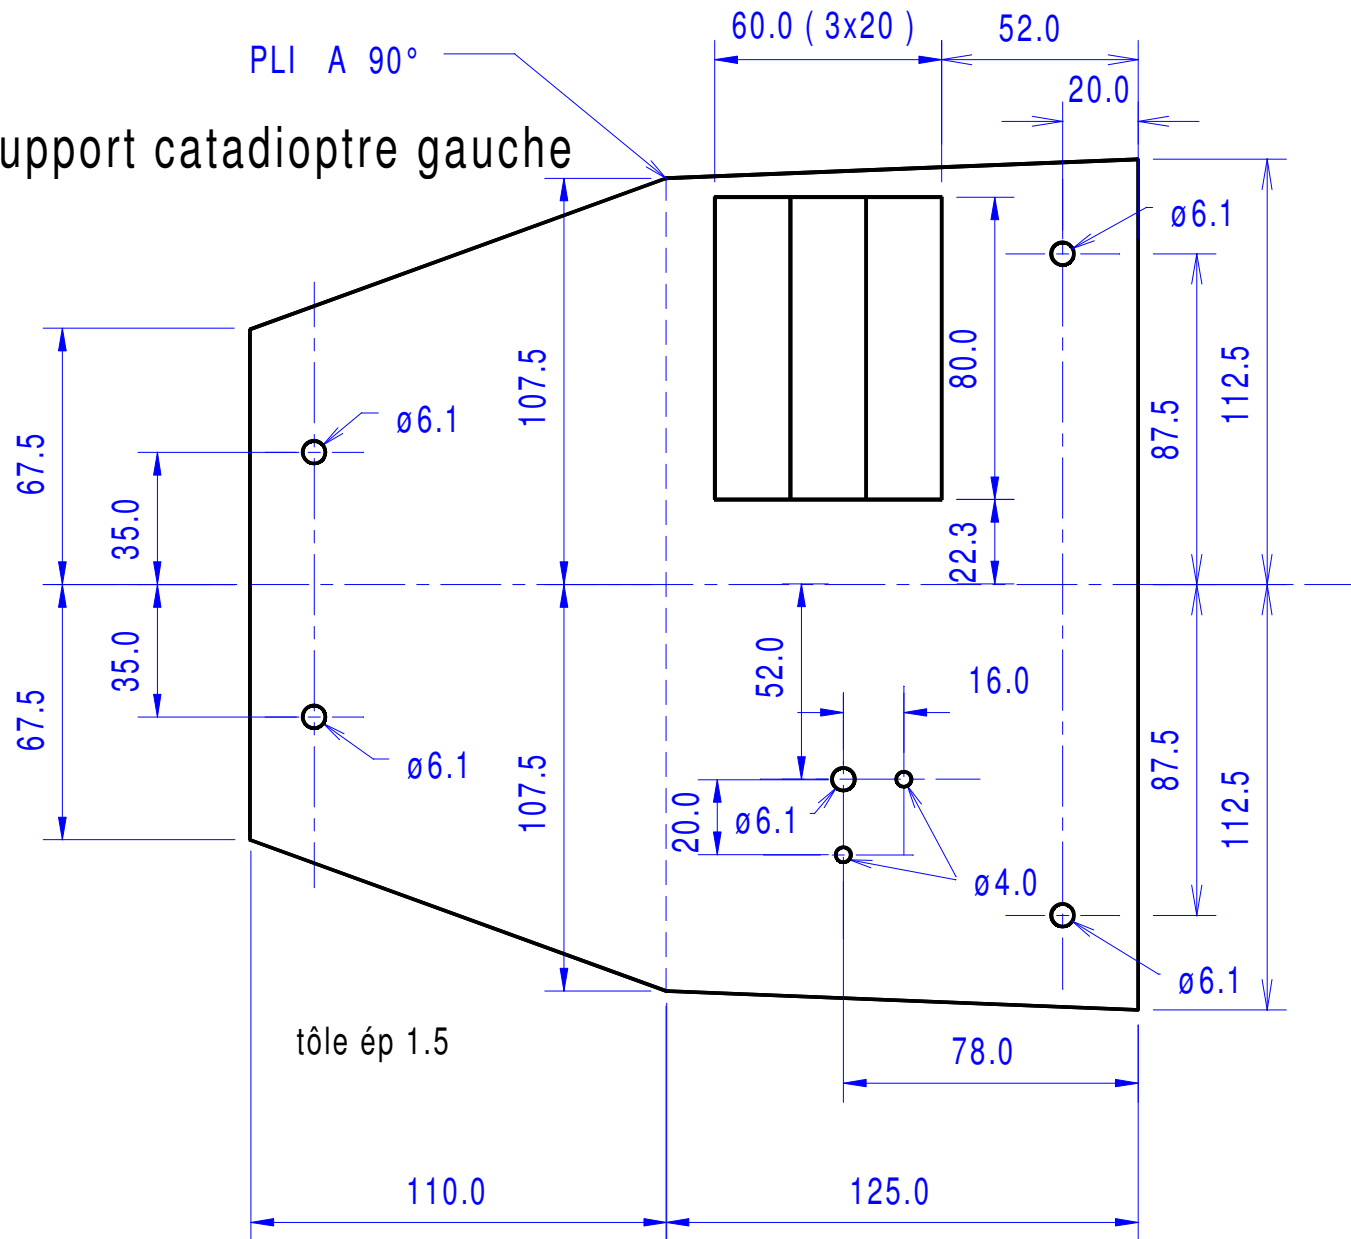 60.0 ( 3x20 )
52.0
PLI A 90°
20.0
upport catadioptre gauche
ø6.1
107.5
80.0
112.5
ø6.1
87.5
67.5
35.0
22.3
35.0
52.0
16.0
67.5
ø6.1
107.5
87.5
112.5
20.0
ø6.1
ø4.0
ø6.1
tôle ép 1.5
78.0
110.0
125.0